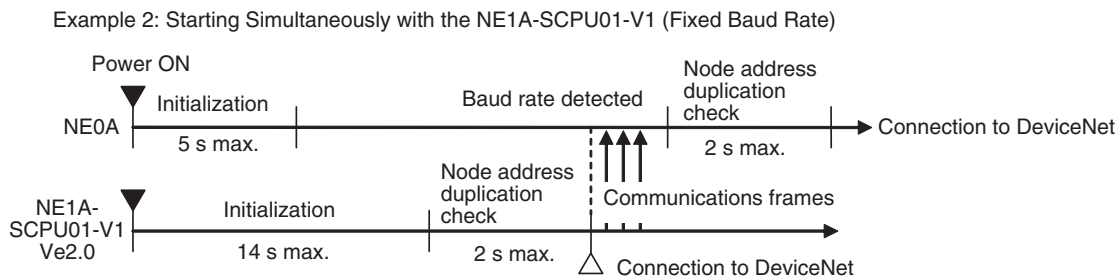 Example 2: Starting Simultaneously with the NE1A-SCPU01-V1 (Fixed Baud Rate)
Power ON
NE0A
Initialization
5 s max.
Baud rate detected
Node address
duplication
check
2 s max.
Connection to DeviceNet
NE1A-
SCPU01-V1
Ve2.0
Initialization
14 s max.
Node address
duplication
check
2 s max.
Communications frames
Connection to DeviceNet